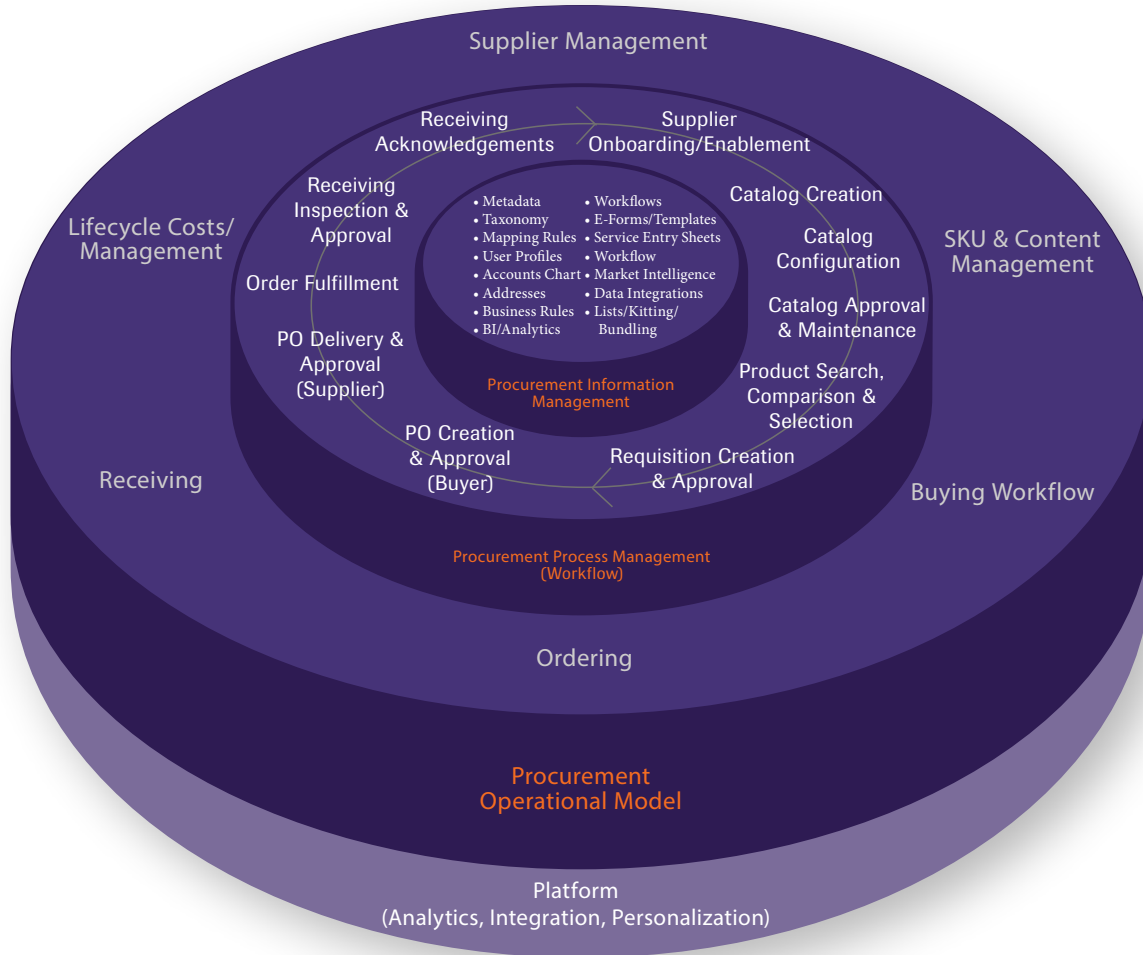 Supplier Management
Receiving
Acknowledgements
Supplier
Onboarding/Enablement
Receiving
Inspection &
Approval
• Metadata
• Taxonomy
• Mapping Rules
• User Profiles
• Accounts Chart
• Addresses
• Business Rules
• BI/Analytics
• Workflows
• E-Forms/Templates
• Service Entry Sheets
• Workflow
• Market Intelligence
• Data Integrations
• Lists/Kitting/
Bundling
Catalog Creation
Lifecycle Costs/
Management
Catalog
Configuration
SKU & Content
Management
Order Fulfillment
Catalog Approval
& Maintenance
PO Delivery &
Approval
(Supplier)
Product Search,
Comparison &
Selection
Procurement Information
Management
PO Creation
& Approval
(Buyer)
Requisition Creation
& Approval
Receiving
Buying Workflow
Procurement Process Management
(Workflow)
Ordering
Procurement
Operational Model
Platform
(Analytics, Integration, Personalization)